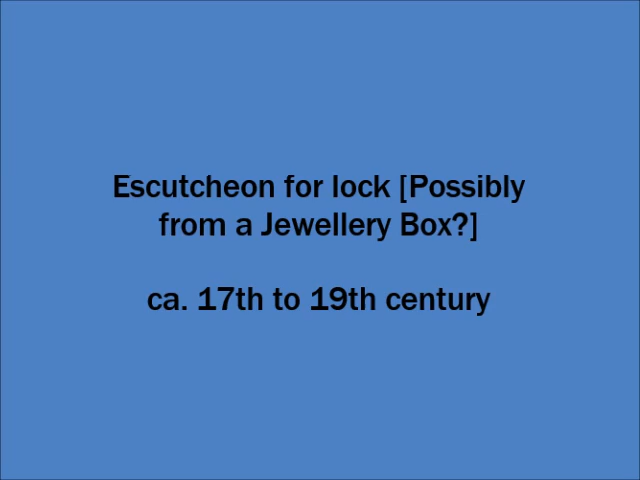 Escutcheon for lock [Possibly
from a Jewellery Box?]
ca. 17th to 19th century